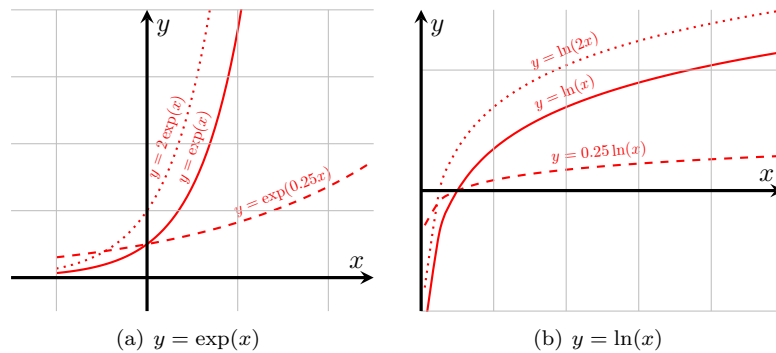 y
y = 2 exp(x)
y = exp(x)
y = exp(0.25x)
x
(a) y = exp(x)
y
y = ln(2x)
y = ln(x)
y = 0.25 ln(x)
x
(b) y = ln(x)